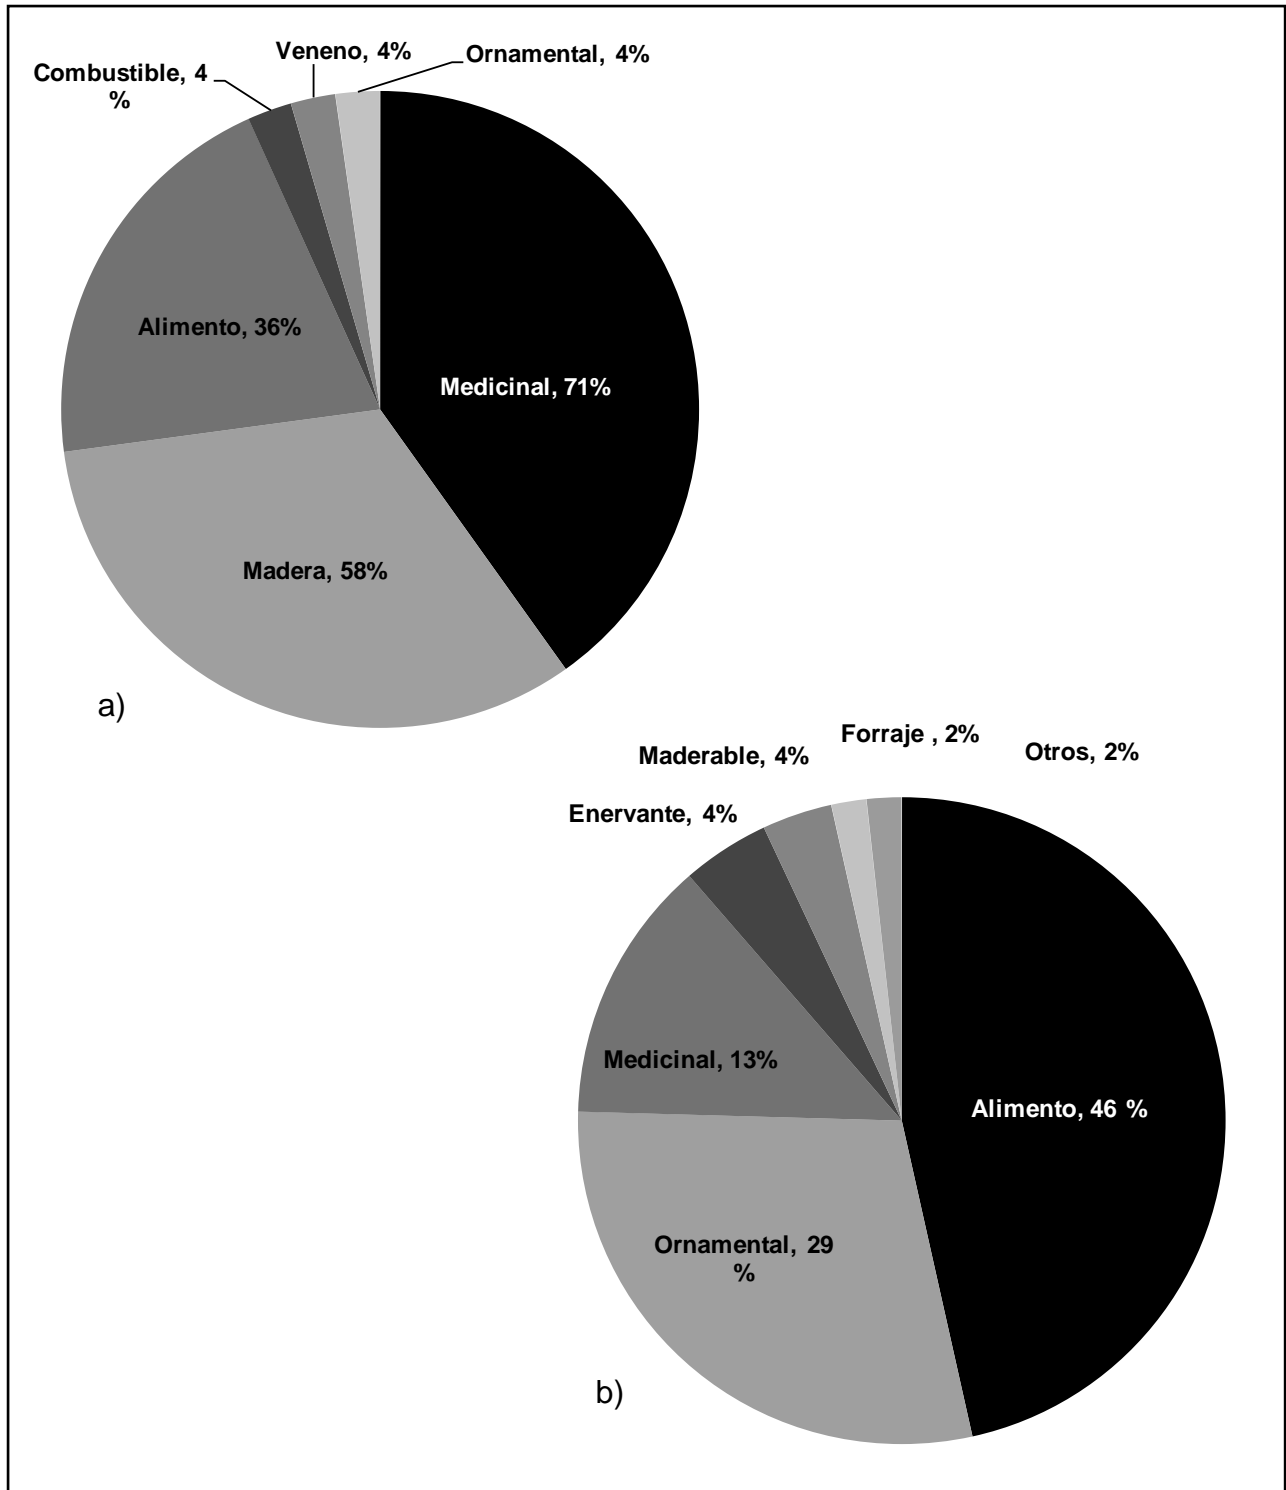 Veneno, 4%
Ornamental, 4%
Combustible, 4
%
Alimento, 36%
Medicinal, 71%
Madera, 58%
a)
Forraje , 2%
Otros, 2%
Maderable, 4%
Enervante, 4%
Medicinal, 13%
Alimento, 46 %
Ornamental, 29
%
b)